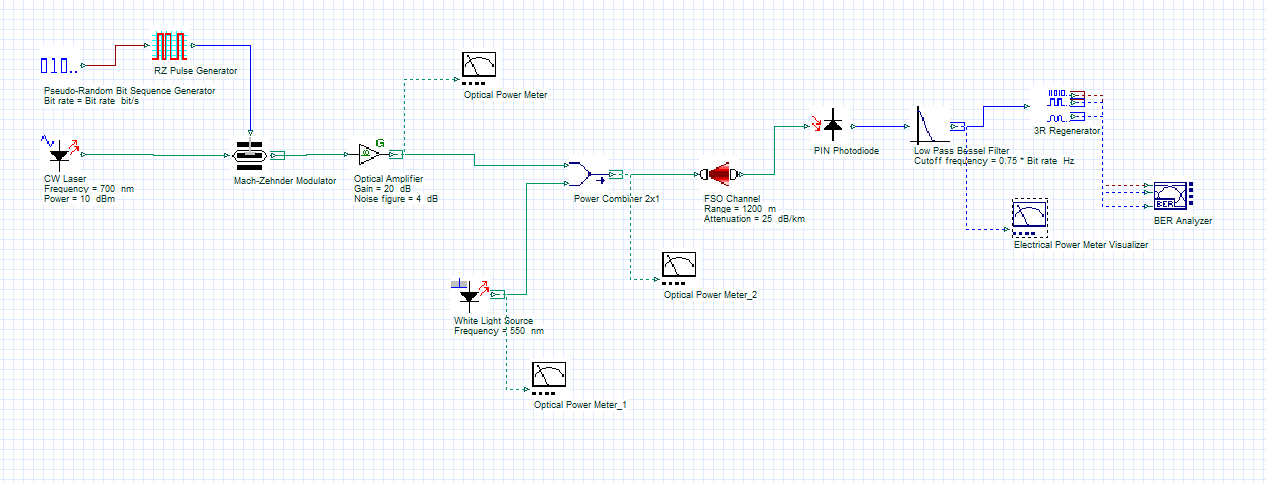 RZ Pulse Generator
010..
Pseudo-Random Bit Sequence Generator
Bit rate = Bit rate bit/s
Optical Power Meter
CW Laser
Frequency = 700 nm
Power = 10 dBm
Mach-Zehnder Modulator
Optical Amplifier
Gain = 20 dB
Noise figure = 4 dB
Power Combiner 2x1
FSO Channel
Range = 1200 m
Attenuation = 25 dB/km
PIN Photodiode
Low Pass Bessel Filter
Cutoff frequency = 0.75 * Bit rate Hz
3R Regenerator
BER
BER Analyzer
Electrical Power Meter Visualizer
Optical Power Meter_2
White Light Source
Frequency = 550 nm
Optical Power Meter_1